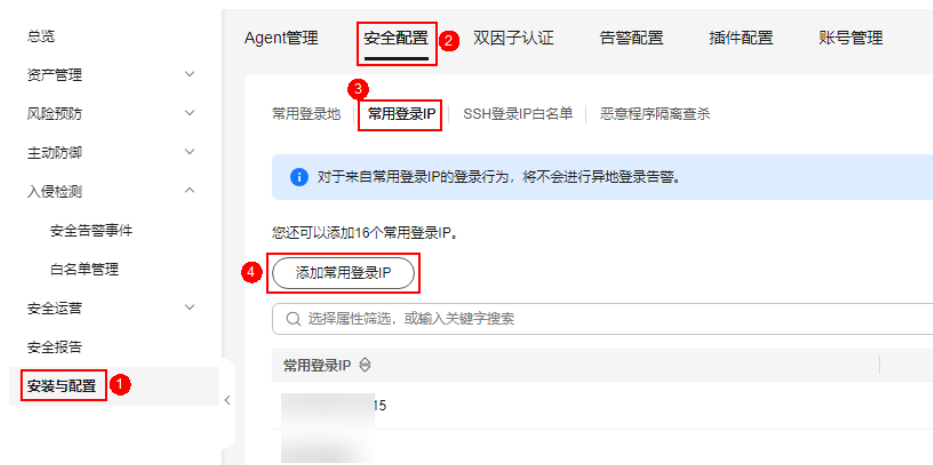 总览
资产管理
风险预防
主动防御
入侵检测
安全告警事件
白名单管理
安全运营
安全报告
安装与配置 1
Agent管理 安全配置 2 双因子认证 告警配置 插件配置 账号管理
3
常用登录地 常用登录IP SSH登录IP白名单 恶意程序隔离查杀
对于来自常用登录IP的登录行为，将不会进行异地登录告警。
您还可以添加16个常用登录IP。
4 添加常用登录IP
选择属性筛选，或输入关键字搜索
常用登录IP
15